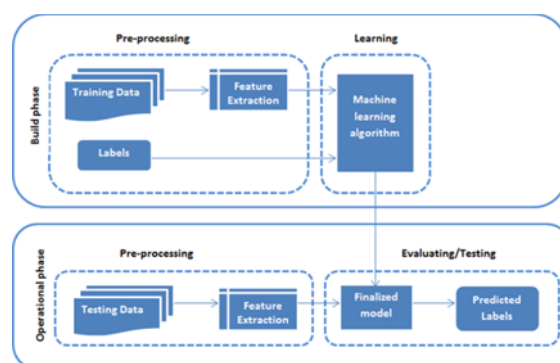 Pre-processing
Learning
Build phase
Training Data
Feature
Extraction
Machine
learning
algorithm
Labels
Operational phase
Pre-processing
Evaluating/Testing
Testing Data
Feature
Extraction
Finalized
model
Predicted
Labels